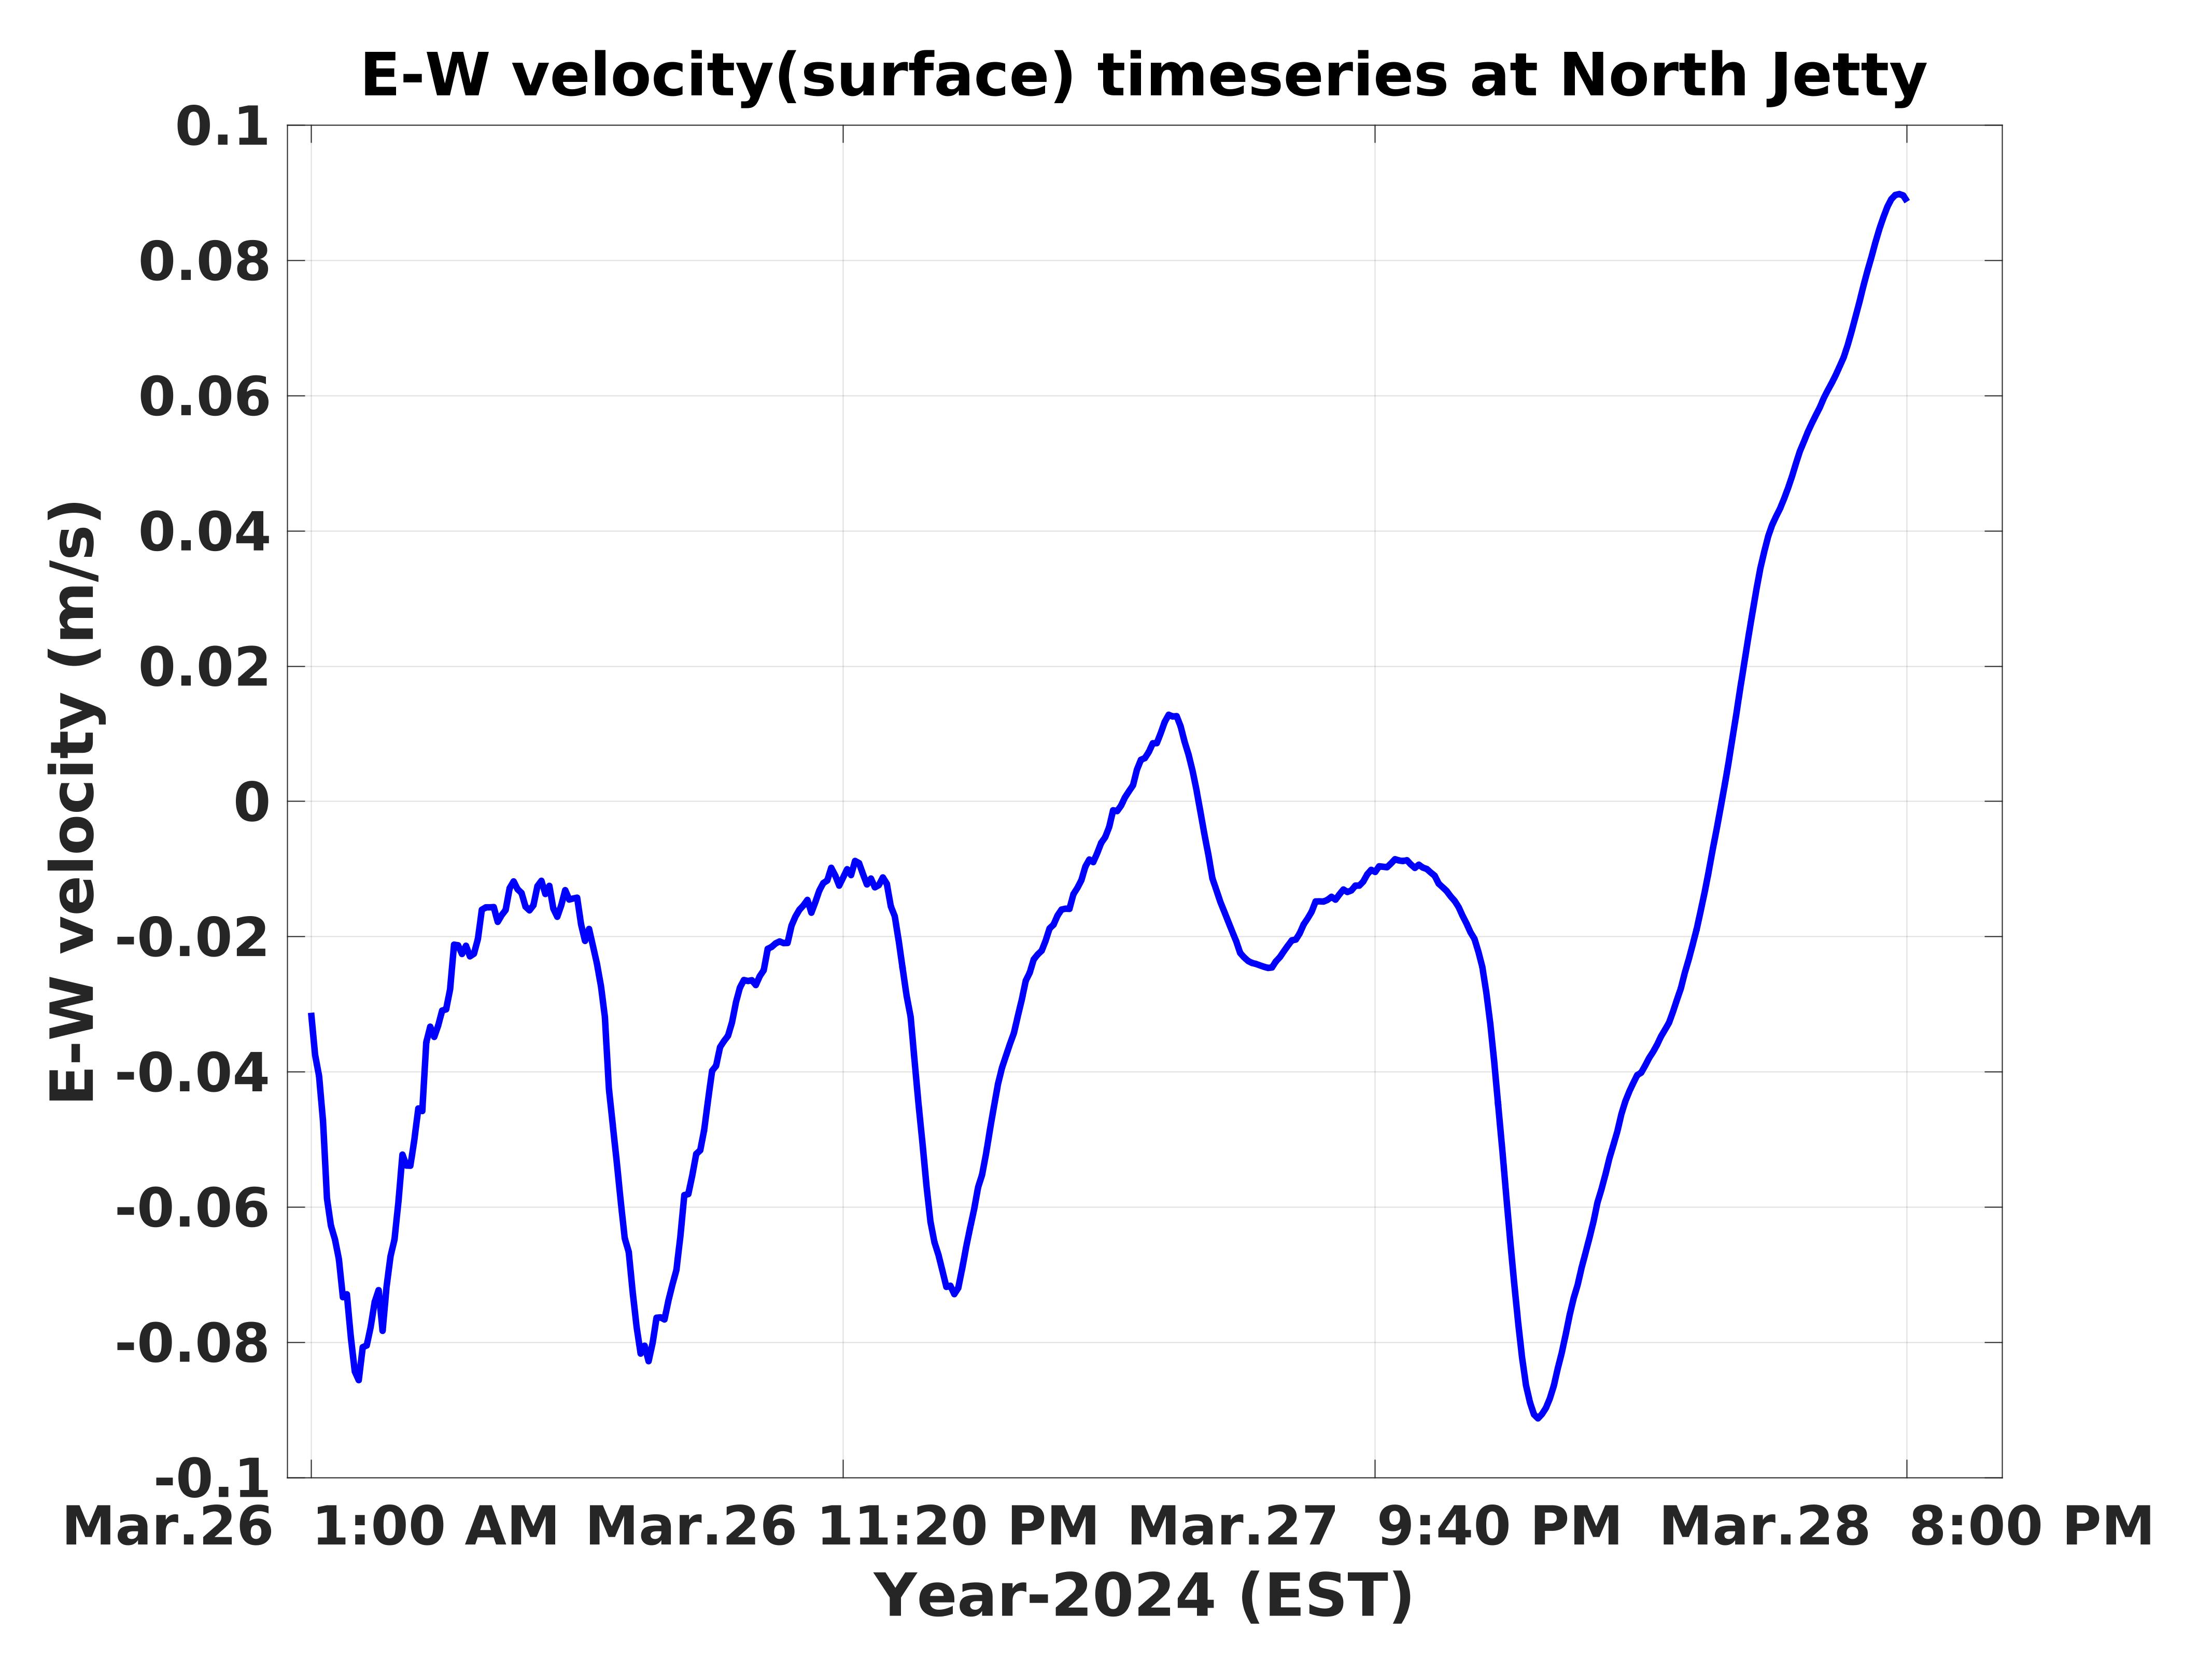 E-W velocity(surface) timeseries at North Jetty
0.1
0.08
0.06
0.04
0.02
0
-0.02
-0.04
-0.06
-0.08
-0.1
E-W velocity (m/s)
Mar.26 1:00 AM Mar.26 11:20 PM Mar.27 9:40 PM Mar.28 8:00 PM
Year-2024 (EST)